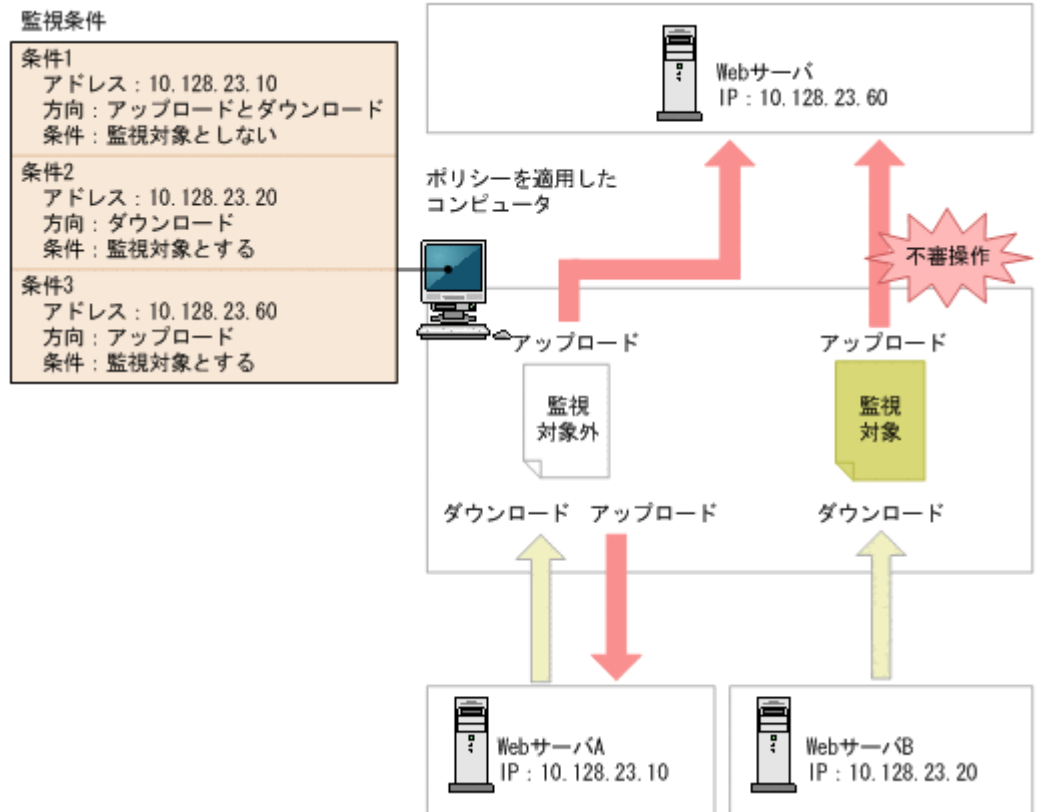 監視条件
条件1
アドレス：10.128.23.10
方向：アップロードとダウンロード
条件：監視対象としない
条件2
アドレス：10.128.23.20
方向：ダウンロード
条件：監視対象とする
条件3
アドレス：10.128.23.60
方向：アップロード
条件：監視対象とする
Webサーバ
IP：10.128.23.60
ポリシーを適用した
コンピュータ
不審操作
アップロード
アップロード
監視
対象外
監視
対象
ダウンロード
アップロード
ダウンロード
WebサーバA
IP：10.128.23.10
WebサーバB
IP：10.128.23.20